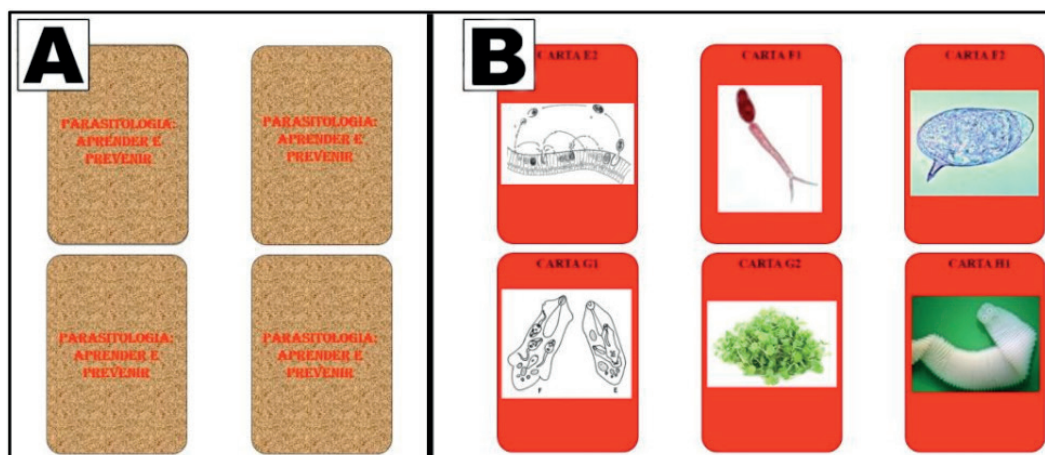 A
PARASITOLOGIA:
APRENDER E
PREVENIR
PARASITOLOGIA:
APRENDER E
PREVENIR
PARASITOLOGIA:
APRENDER E
PREVENIR
PARASITOLOGIA:
APRENDER E
PREVENIR
B
CARTA E2
CARTA F1
CARTA F2
CARTA G1
F
E
CARTA G2
CARTA H1